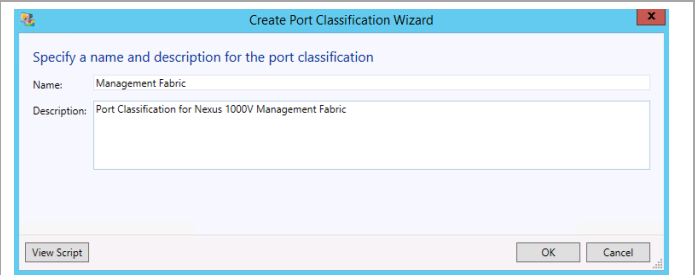 Create Port Classification Wizard
x
Specify a name and description for the port classification
Name: Management Fabric
Description: Port Classification for Nexus 1000V Management Fabric
View Script OK Cancel